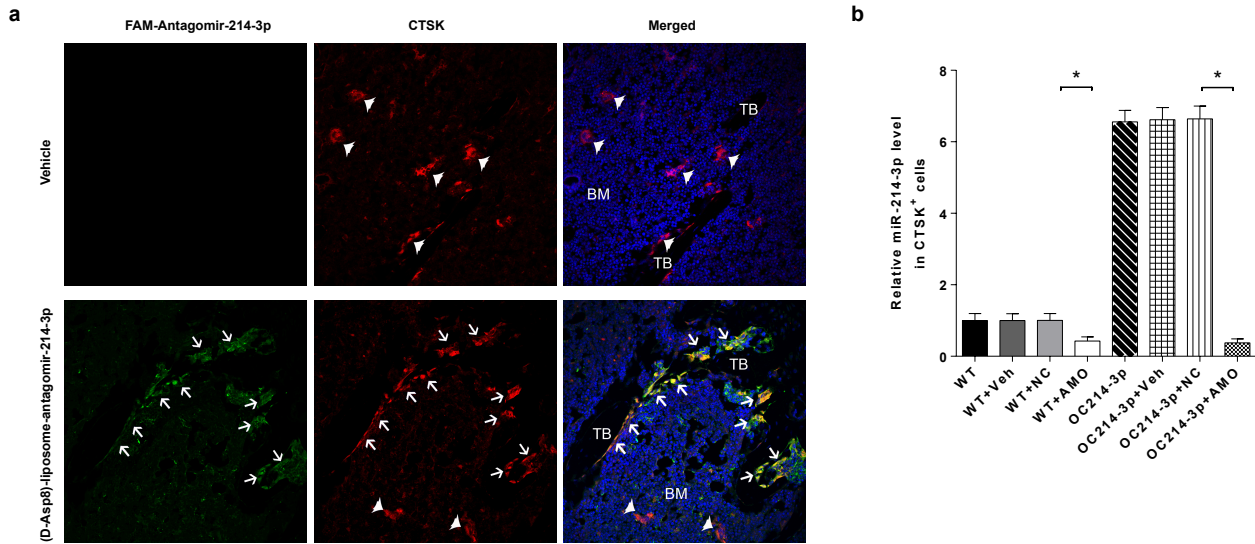 a
FAM-Antagomir-214-3p
CTSK
Merged
Vehicle
TB
BM
TB
(D-Asp8)-liposome-antagomir-214-3p
TB
TB
BM
b
Relative miR-214-3p level
in CTSK⁺ cells
8
6
4
2
0
*
*
WT
WT+Veh
WT+NC
WT+AMO
OC214-3p
OC214-3p+Veh
OC214-3p+NC
OC214-3p+AMO